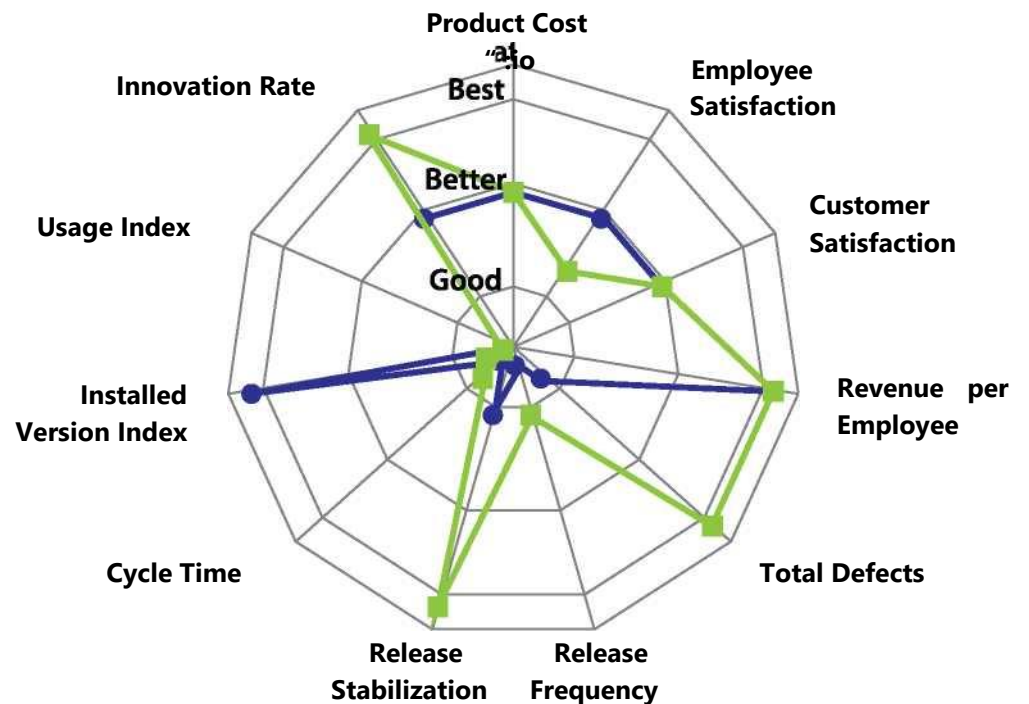 Product Cost
Best
Innovation Rate
Employee
Satisfaction
Better
Usage Index
Customer
Satisfaction
Good
Installed
Version Index
Revenue per
Employee
Cycle Time
Total Defects
Release
Stabilization
Release
Frequency